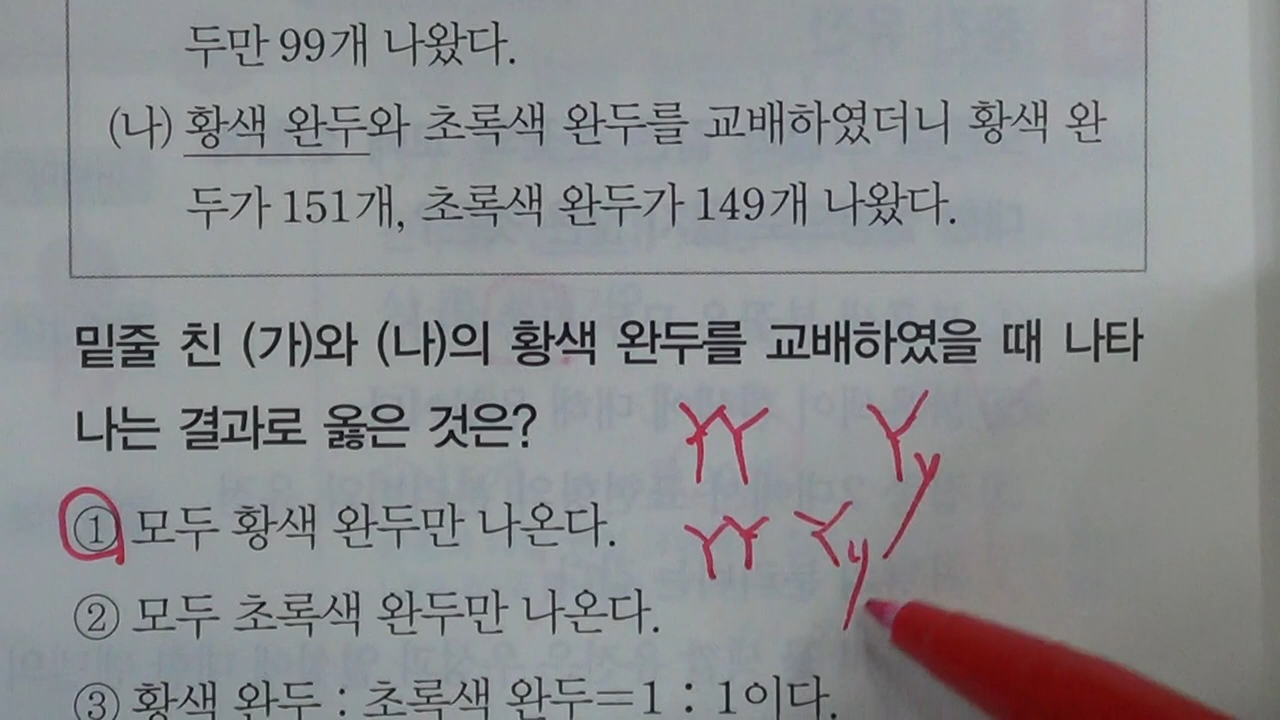 두만 99개 나왔다.
(나) 황색 완두와 초록색 완두를 교배하였더니 황색 완
두가 151개, 초록색 완두가 149개 나왔다.
밑줄 친 (가)와 (나)의 황색 완두를 교배하였을 때 나타
나는 결과로 옳은 것은?
YY Yy
① 모두 황색 완두만 나온다.
YY Yy
② 모두 초록색 완두만 나온다.
③ 황색 완두 : 초록색 완두=1 : 1이다.